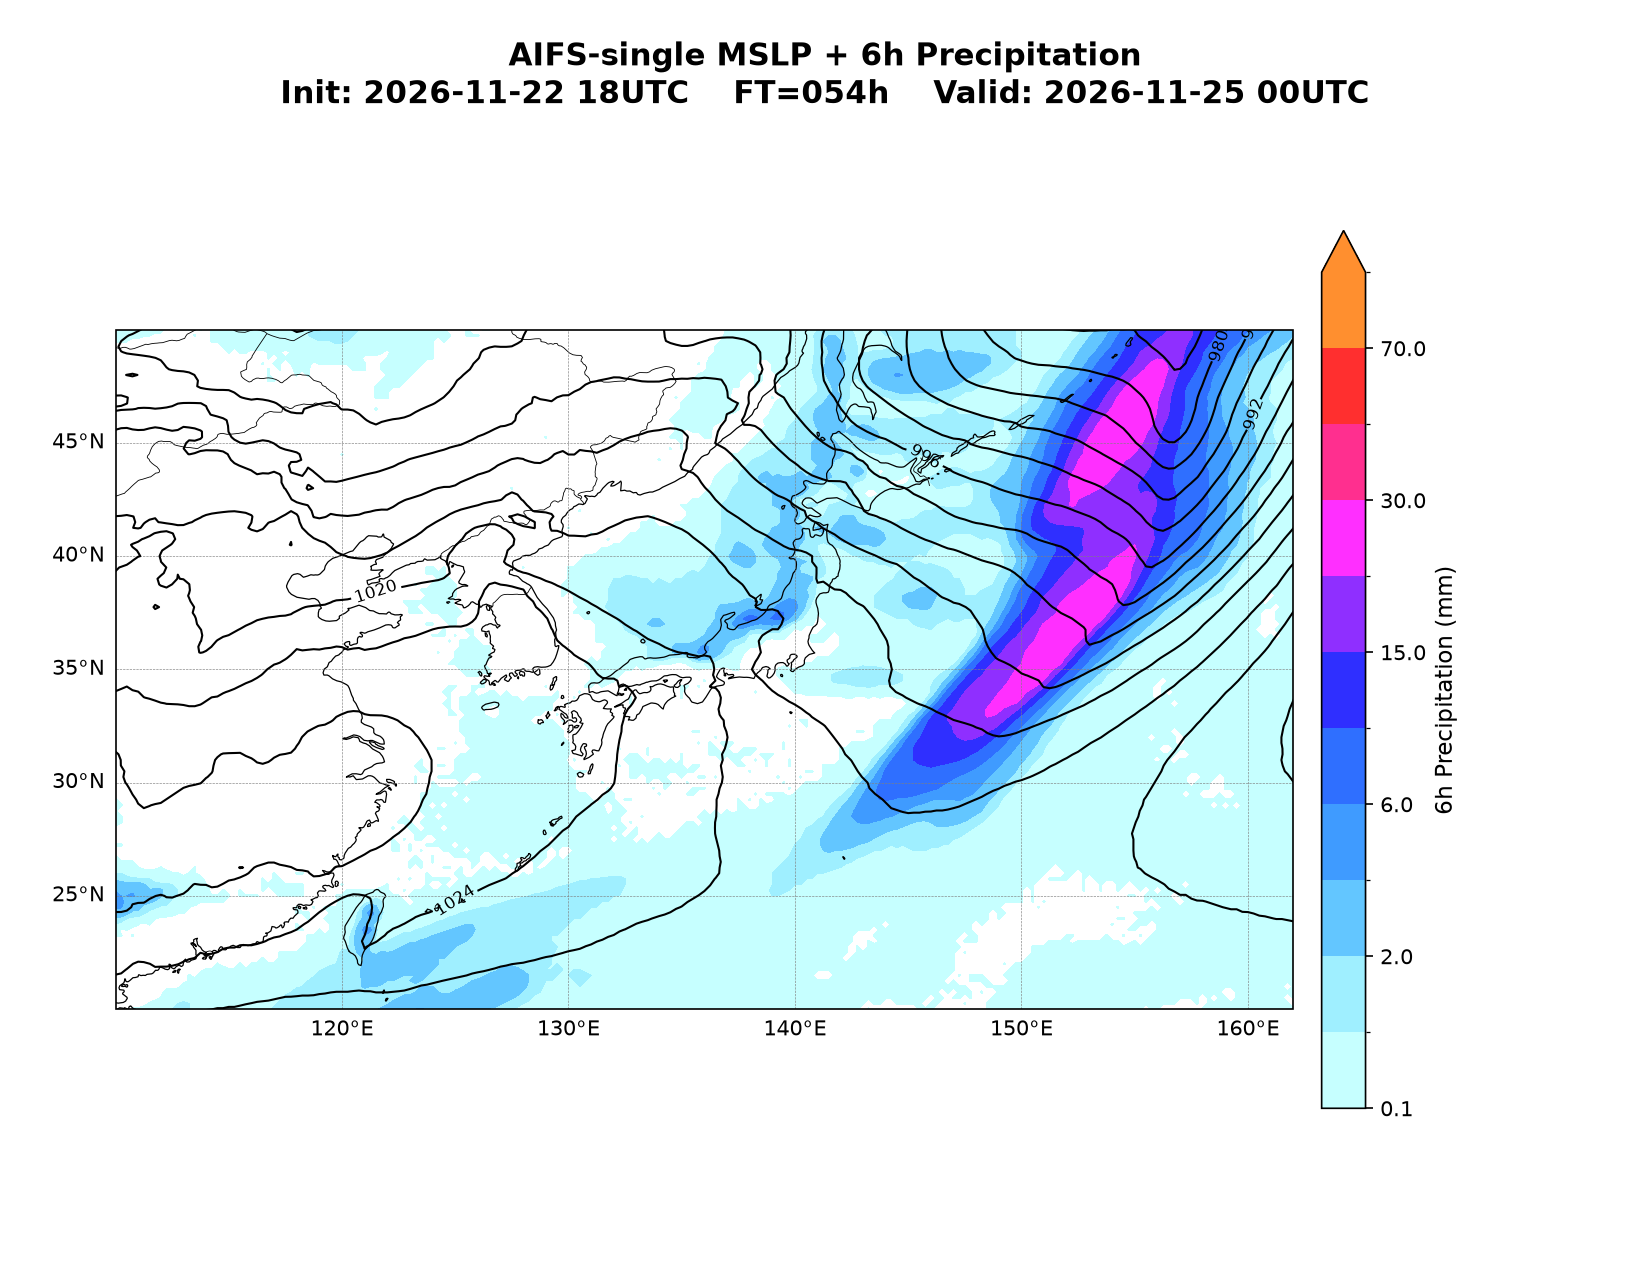 AIFS-single MSLP + 6h Precipitation
Init: 2026-11-22 18UTC    FT=054h    Valid: 2026-11-25 00UTC
980
992
996
1020
1024
45°N
40°N
35°N
30°N
25°N
120°E
130°E
140°E
150°E
160°E
70.0
30.0
15.0
6.0
2.0
0.1
6h Precipitation (mm)